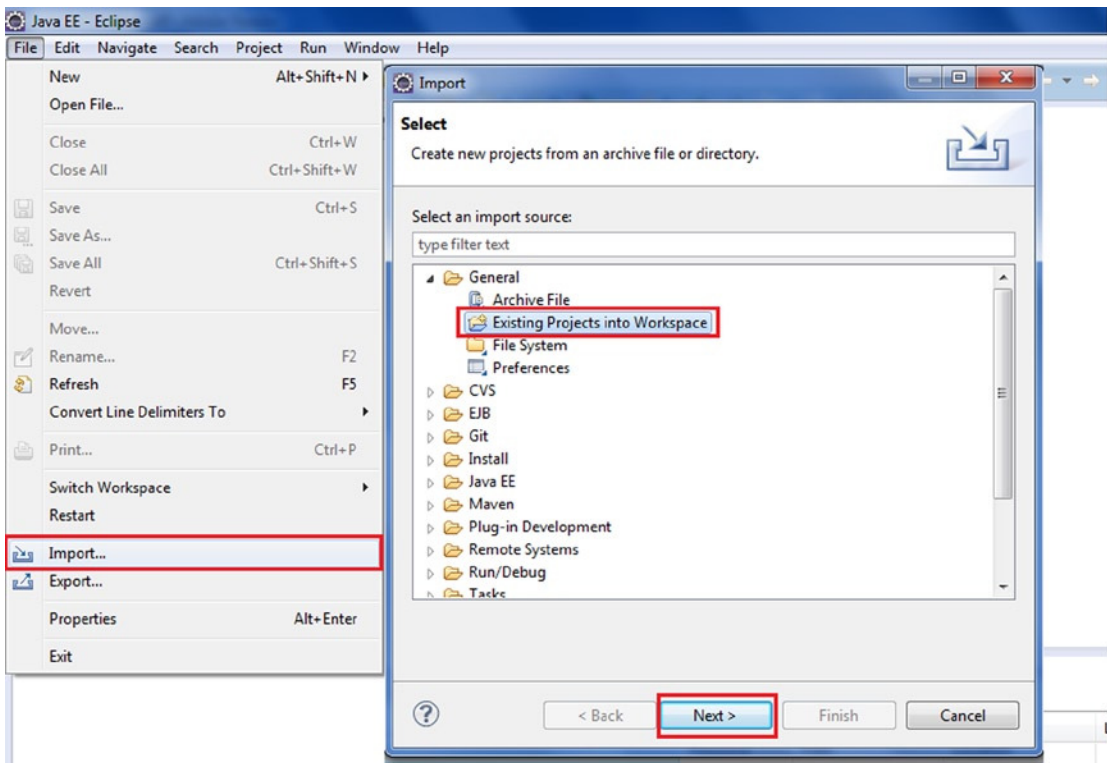 Java EE - Eclipse
File Edit Navigate Search Project Run Window Help
New Alt+Shift+N
Open File...
Close Ctrl+W
Close All Ctrl+Shift+W
Save Ctrl+S
Save As...
Save All Ctrl+Shift+S
Revert
Move...
Rename... F2
Refresh F5
Convert Line Delimiters To
Print... Ctrl+P
Switch Workspace
Restart
Import...
Export...
Properties Alt+Enter
Exit
Import
Select
Create new projects from an archive file or directory.
Select an import source:
type filter text
General
Archive File
Existing Projects into Workspace
File System
Preferences
CVS
EJB
Git
Install
Java EE
Maven
Plug-in Development
Remote Systems
Run/Debug
Tasks
? < Back Next > Finish Cancel